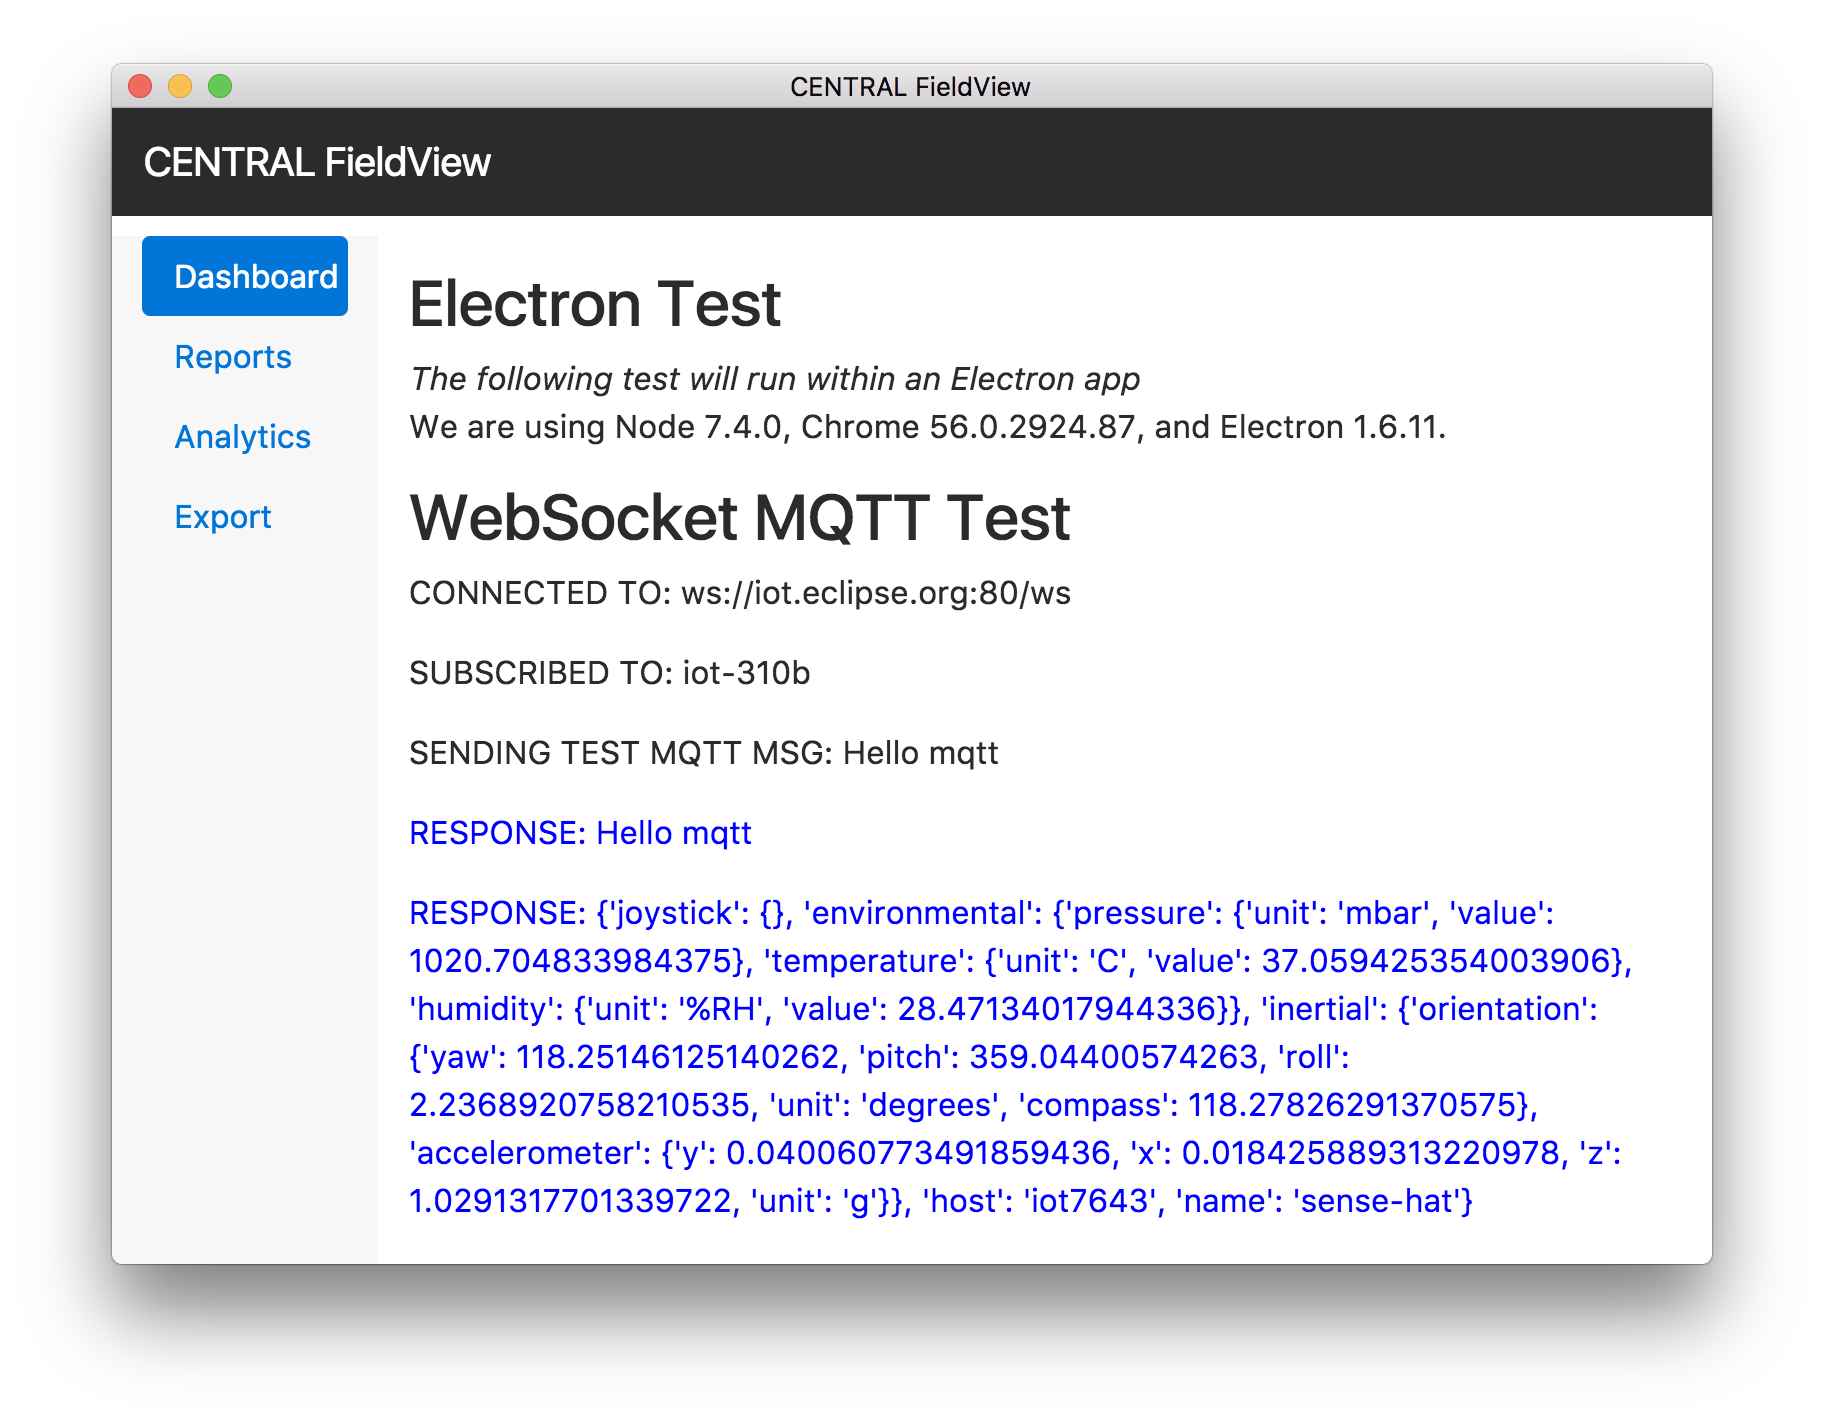 CENTRAL FieldView
CENTRAL FieldView
Dashboard
Reports
Analytics
Export
Electron Test
The following test will run within an Electron app
We are using Node 7.4.0, Chrome 56.0.2924.87, and Electron 1.6.11.
WebSocket MQTT Test
CONNECTED TO: ws://iot.eclipse.org:80/ws
SUBSCRIBED TO: iot-310b
SENDING TEST MQTT MSG: Hello mqtt
RESPONSE: Hello mqtt
RESPONSE: {'joystick': {}, 'environmental': {'pressure': {'unit': 'mbar', 'value':
1020.704833984375}, 'temperature': {'unit': 'C', 'value': 37.059425354003906},
'humidity': {'unit': '%RH', 'value': 28.47134017944336}}, 'inertial': {'orientation':
{'yaw': 118.25146125140262, 'pitch': 359.04400574263, 'roll':
2.2368920758210535, 'unit': 'degrees', 'compass': 118.27826291370575},
'accelerometer': {'y': 0.040060773491859436, 'x': 0.018425889313220978, 'z':
1.0291317701339722, 'unit': 'g'}}, 'host': 'iot7643', 'name': 'sense-hat'}